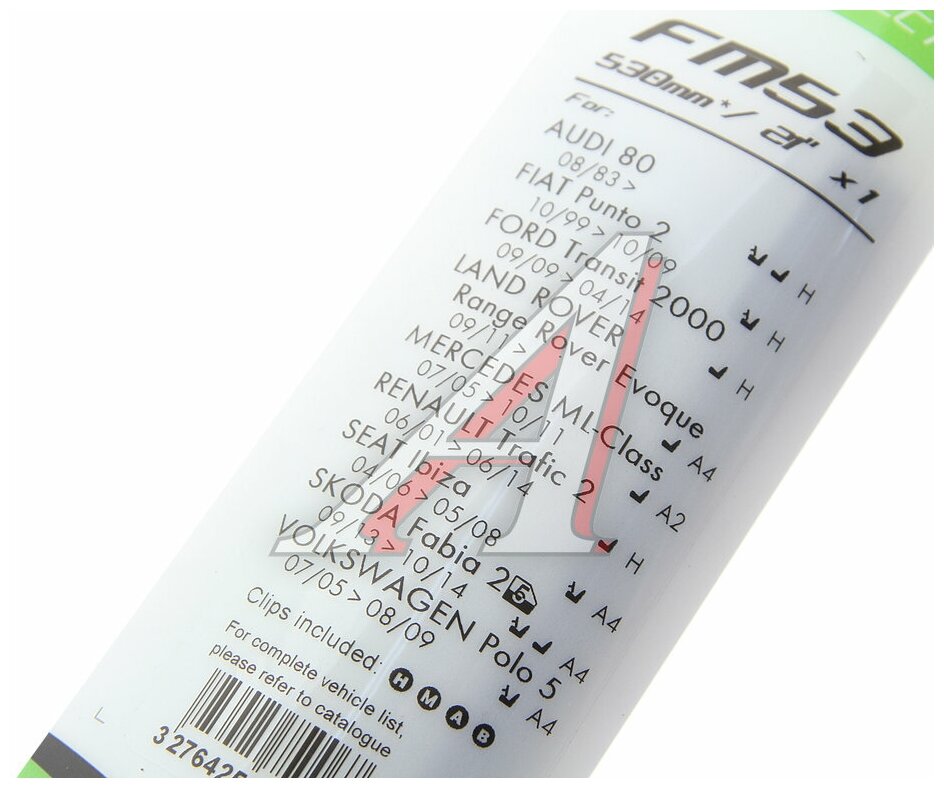 FM53
530mm*/ 21" x1
For:
AUDI 80
08/83 >
H
FIAT Punto 2
10/99 > 10/09
H
FORD Transit 2000
09/09 > 04/14
H
LAND ROVER
Range Rover Evoque
09/11 >
A4
MERCEDES ML-Class
07/05 > 10/11
A2
RENAULT Trafic 2
06/01 > 06/14
H
SEAT Ibiza
04/06 > 05/08
A4
SKODA Fabia 2
5
09/13 > 10/14
A4
VOLKSWAGEN Polo 5
07/05 > 08/09
A4
Clips included:
H M A B
For complete vehicle list,
please refer to catalogue
3 276425
A